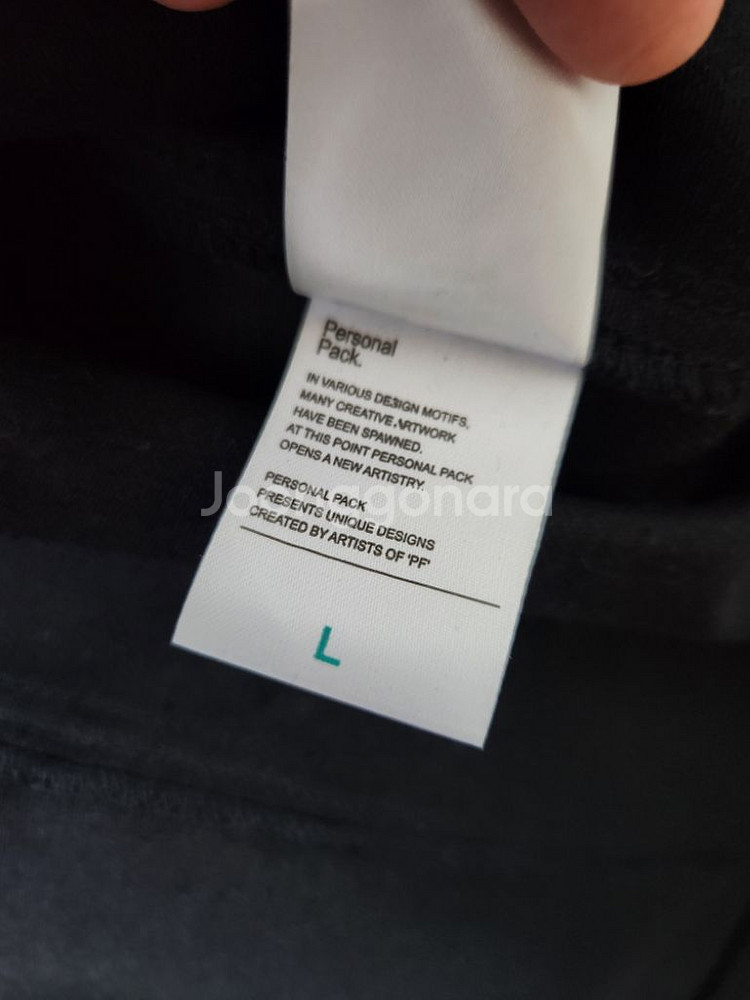 Personal
Pack.
IN VARIOUS DESIGN MOTIFS,
MANY CREATIVE ARTWORK
HAVE BEEN SPAWNED.
AT THIS POINT PERSONAL PACK
OPENS A NEW ARTISTRY.
Joonggonara
PERSONAL PACK
PRESENTS UNIQUE DESIGNS
CREATED BY ARTISTS OF 'PF'
L